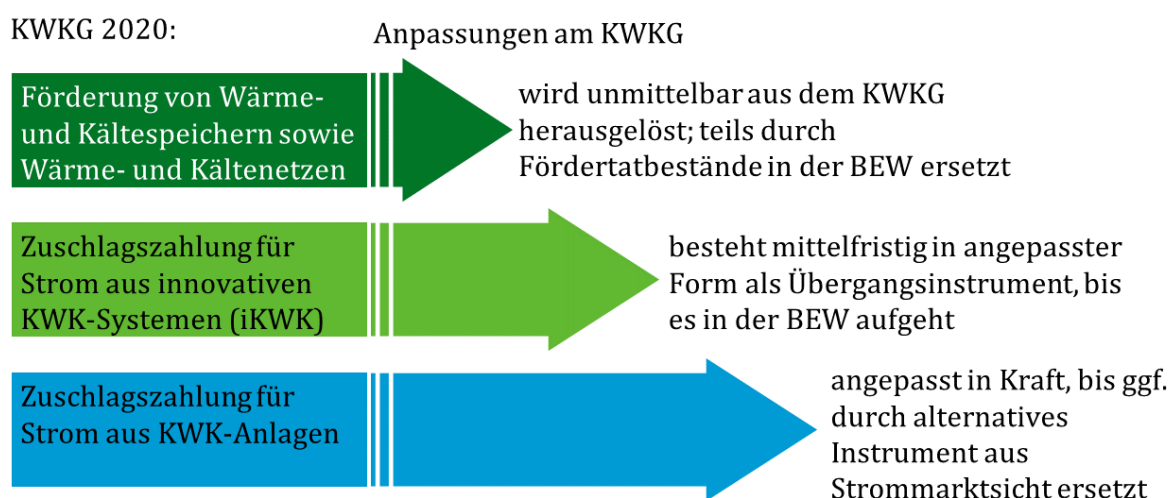 KWKG 2020:
Anpassungen am KWKG
Förderung von Wärme-
und Kältespeichern sowie
Wärme- und Kältenetzen
wird unmittelbar aus dem KWKG
herausgelöst; teils durch
Fördertatbestände in der BEW ersetzt
Zuschlagszahlung für
Strom aus innovativen
KWK-Systemen (iKWK)
besteht mittelfristig in angepasster
Form als Übergangsinstrument, bis
es in der BEW aufgeht
Zuschlagszahlung für
Strom aus KWK-Anlagen
angepasst in Kraft, bis ggf.
durch alternatives
Instrument aus
Strommarktsicht ersetzt